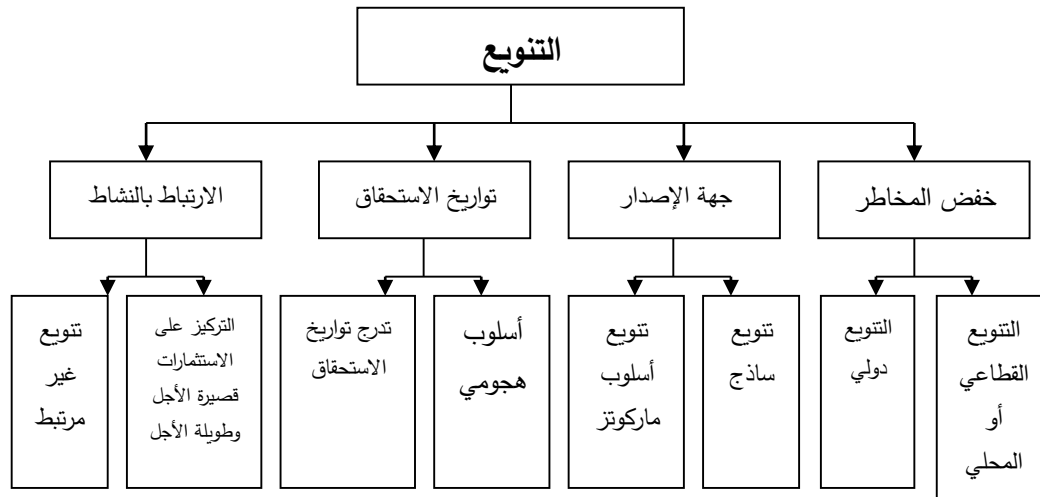 التنويع
خفض المخاطر
جهة الإصدار
تواريخ الاستحقاق
الارتباط بالنشاط
التنويع
القطاعي
أو
المحلي
التنويع
دولي
تنويع
ساذج
تنويع
أسلوب
ماركوتز
أسلوب
هجومي
تدرج تواريخ
الاستحقاق
التركيز على
الاستثمارات
قصيرة الأجل
وطويلة الأجل
تنويع
غير
مرتبط